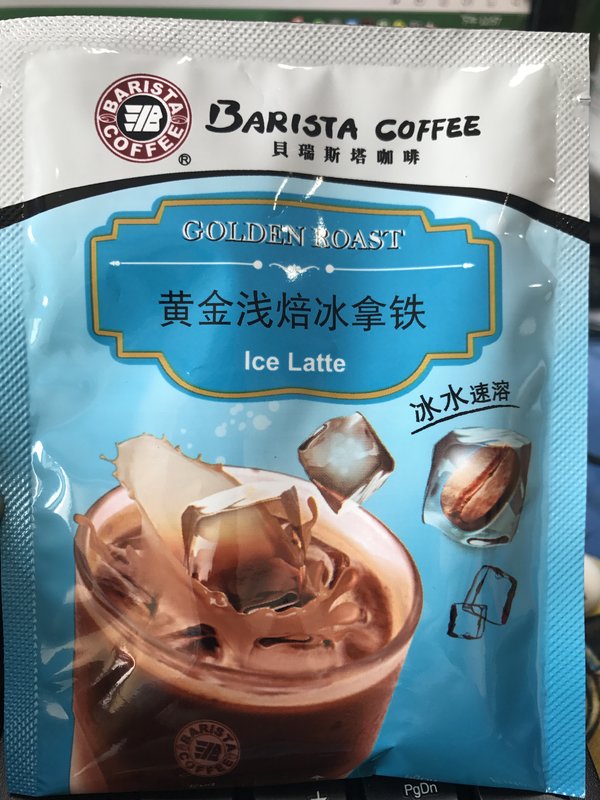 BARISTA
COFFEE
®
BARISTA COFFEE
貝瑞斯塔咖啡
GOLDEN ROAST
黄金浅焙冰拿铁
Ice Latte
冰水速溶
BARISTA
COFFEE
PgDn